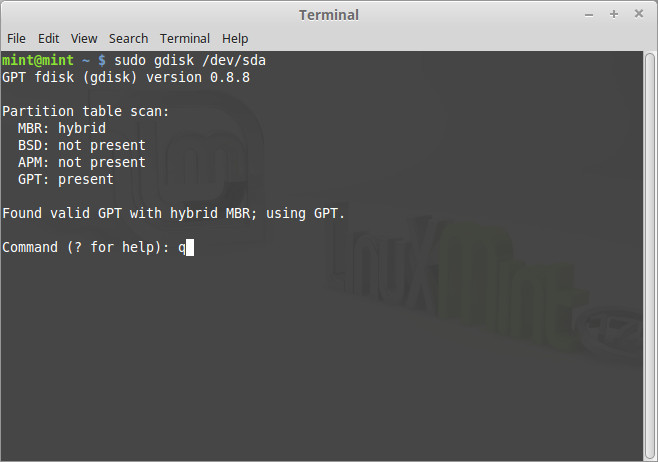 Terminal
File Edit View Search Terminal Help
mint@mint ~ $ sudo gdisk /dev/sda
GPT fdisk (gdisk) version 0.8.8
Partition table scan:
  MBR: hybrid
  BSD: not present
  APM: not present
  GPT: present
Found valid GPT with hybrid MBR; using GPT.
Command (? for help): q
LinuxMint